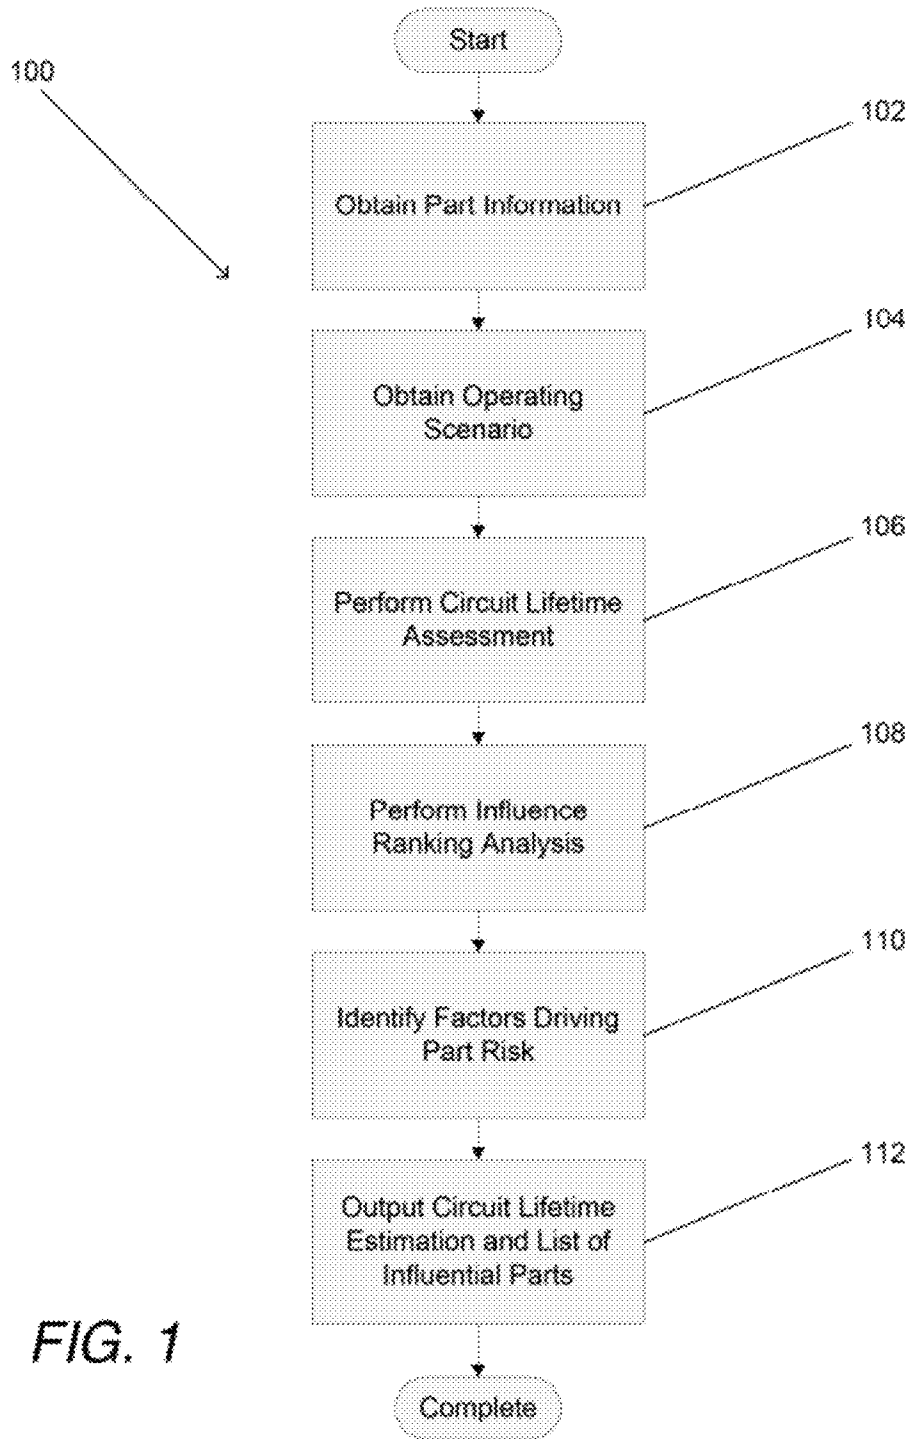 Start
100
102
Obtain Part Information
104
Obtain Operating
Scenario
106
Perform Circuit Lifetime
Assessment
108
Perform Influence
Ranking Analysis
110
Identify Factors Driving
Part Risk
112
Output Circuit Lifetime
Estimation and List of
Influential Parts
FIG. 1
Complete